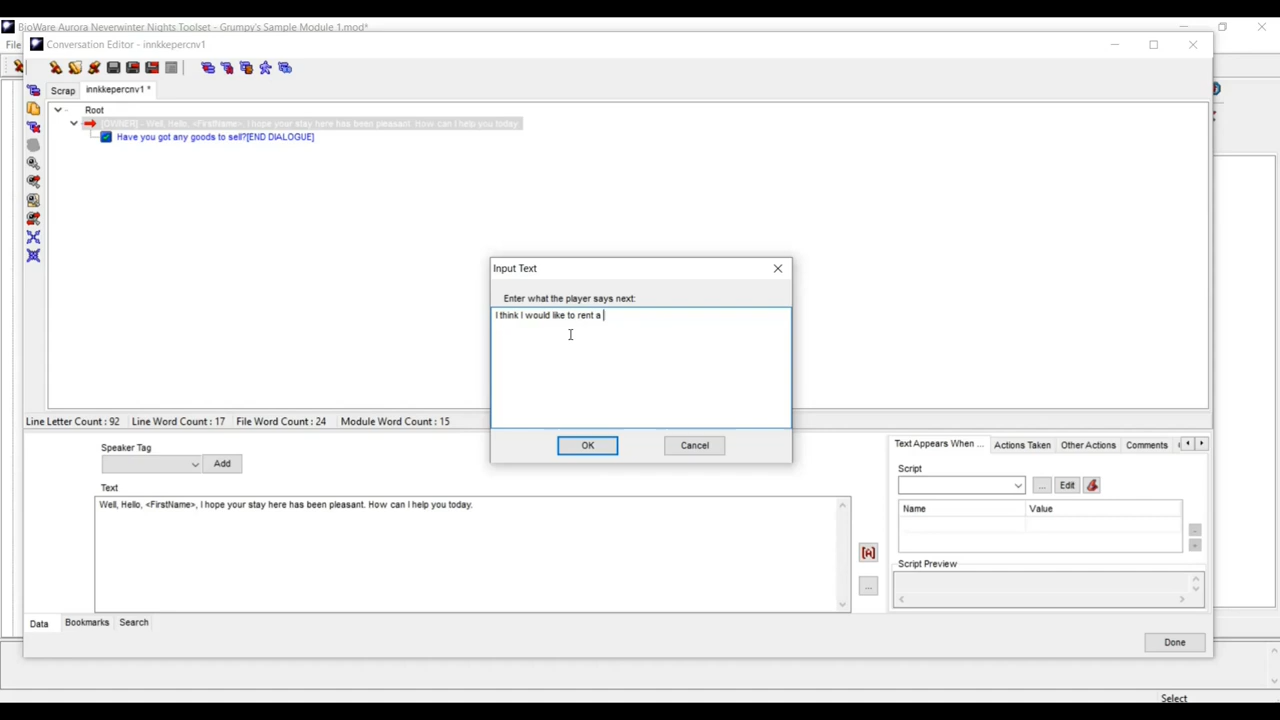 BioWare Aurora Neverwinter Nights Toolset - Grumpy's Sample Module 1.mod*
File
Conversation Editor - innkkepercnv1
Scrap
innkkepercnv1 *
Root
[OWNER] - Well, Hello, <FirstName>, I hope your stay here has been pleasant. How can I help you today.
Have you got any goods to sell?[END DIALOGUE]
Input Text
Enter what the player says next:
I think I would like to rent a
OK
Cancel
Line Letter Count : 92
Line Word Count : 17
File Word Count : 24
Module Word Count : 15
Speaker Tag
Add
Text
Well, Hello, <FirstName>, I hope your stay here has been pleasant. How can I help you today.
[A]
...
Text Appears When ...
Actions Taken
Other Actions
Comments
Script
...
Edit
Name
Value
Script Preview
Data
Bookmarks
Search
Done
Select